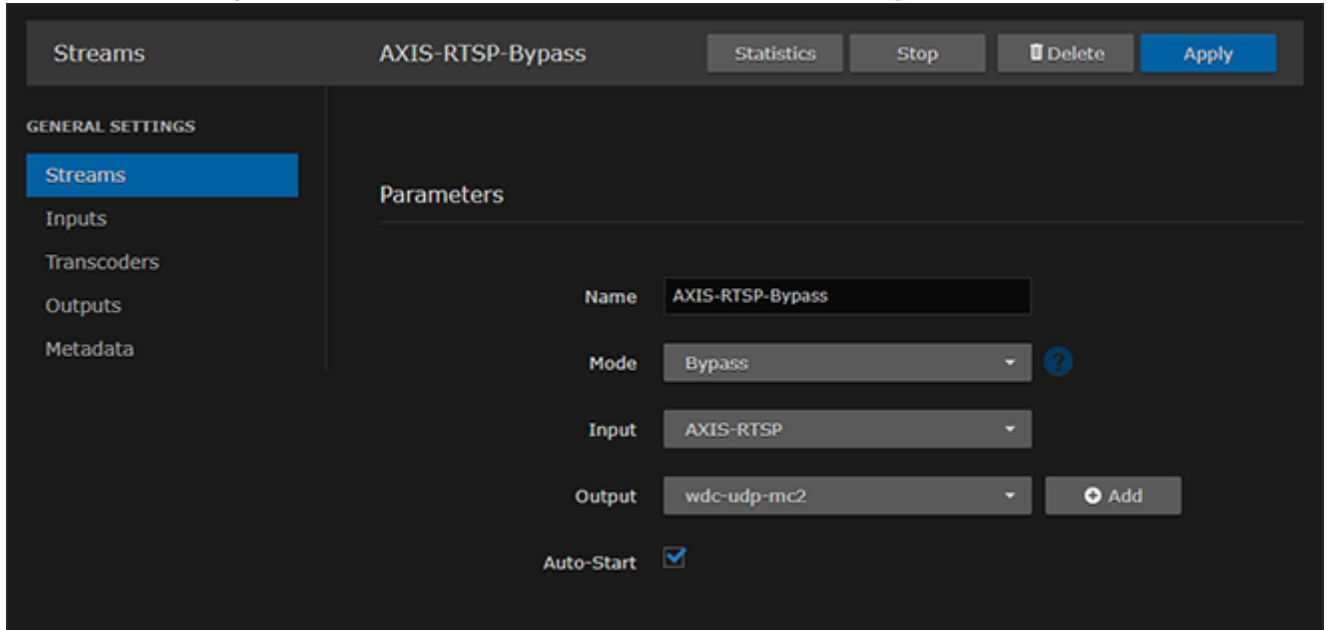 Streams AXIS-RTSP-Bypass Statistics Stop Delete Apply
GENERAL SETTINGS
Streams
Inputs
Transcoders
Outputs
Metadata
Parameters
Name AXIS-RTSP-Bypass
Mode Bypass ?
Input AXIS-RTSP
Output wdc-udp-mc2 Add
Auto-Start